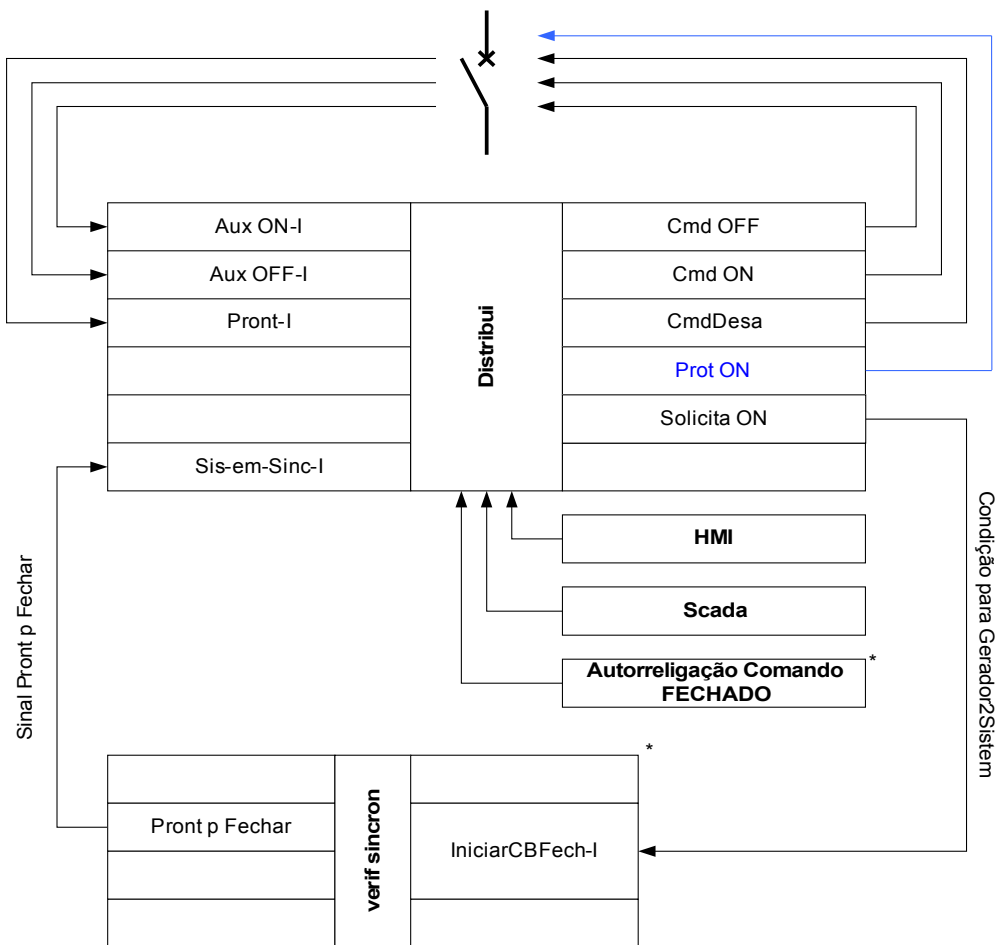 Aux ON-I
Cmd OFF
Aux OFF-I
Cmd ON
Pront-I
CmdDesa
Distribui
Prot ON
Solicita ON
Sis-em-Sinc-I
HMI
Scada
Autorreligação Comando
FECHADO
*
Sinal Pront p Fechar
Condição para Gerador2Sistem
*
Pront p Fechar
verif sincron
IniciarCBFech-I